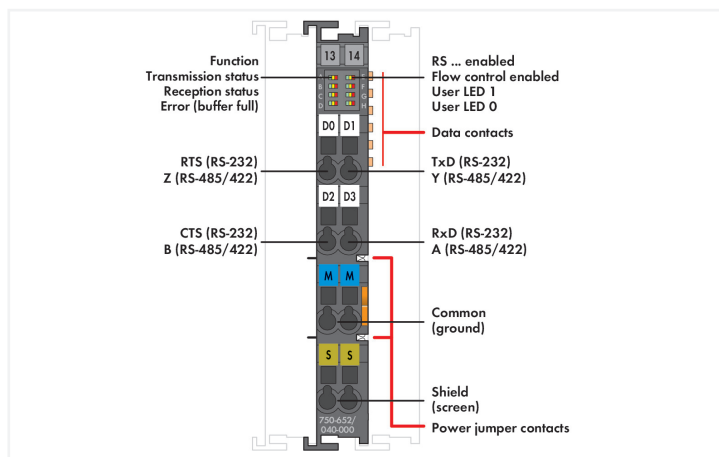 13 14
Function
Transmission status
Reception status
Error (buffer full)
RS ... enabled
Flow control enabled
User LED 1
User LED 0
A
B
C
D
F
G
H
Data contacts
D0 D1
RTS (RS-232)
Z (RS-485/422)
TxD (RS-232)
Y (RS-485/422)
D2 D3
CTS (RS-232)
B (RS-485/422)
RxD (RS-232)
A (RS-485/422)
M M
Common
(ground)
S S
Shield
(screen)
750-652/
040-000
Power jumper contacts